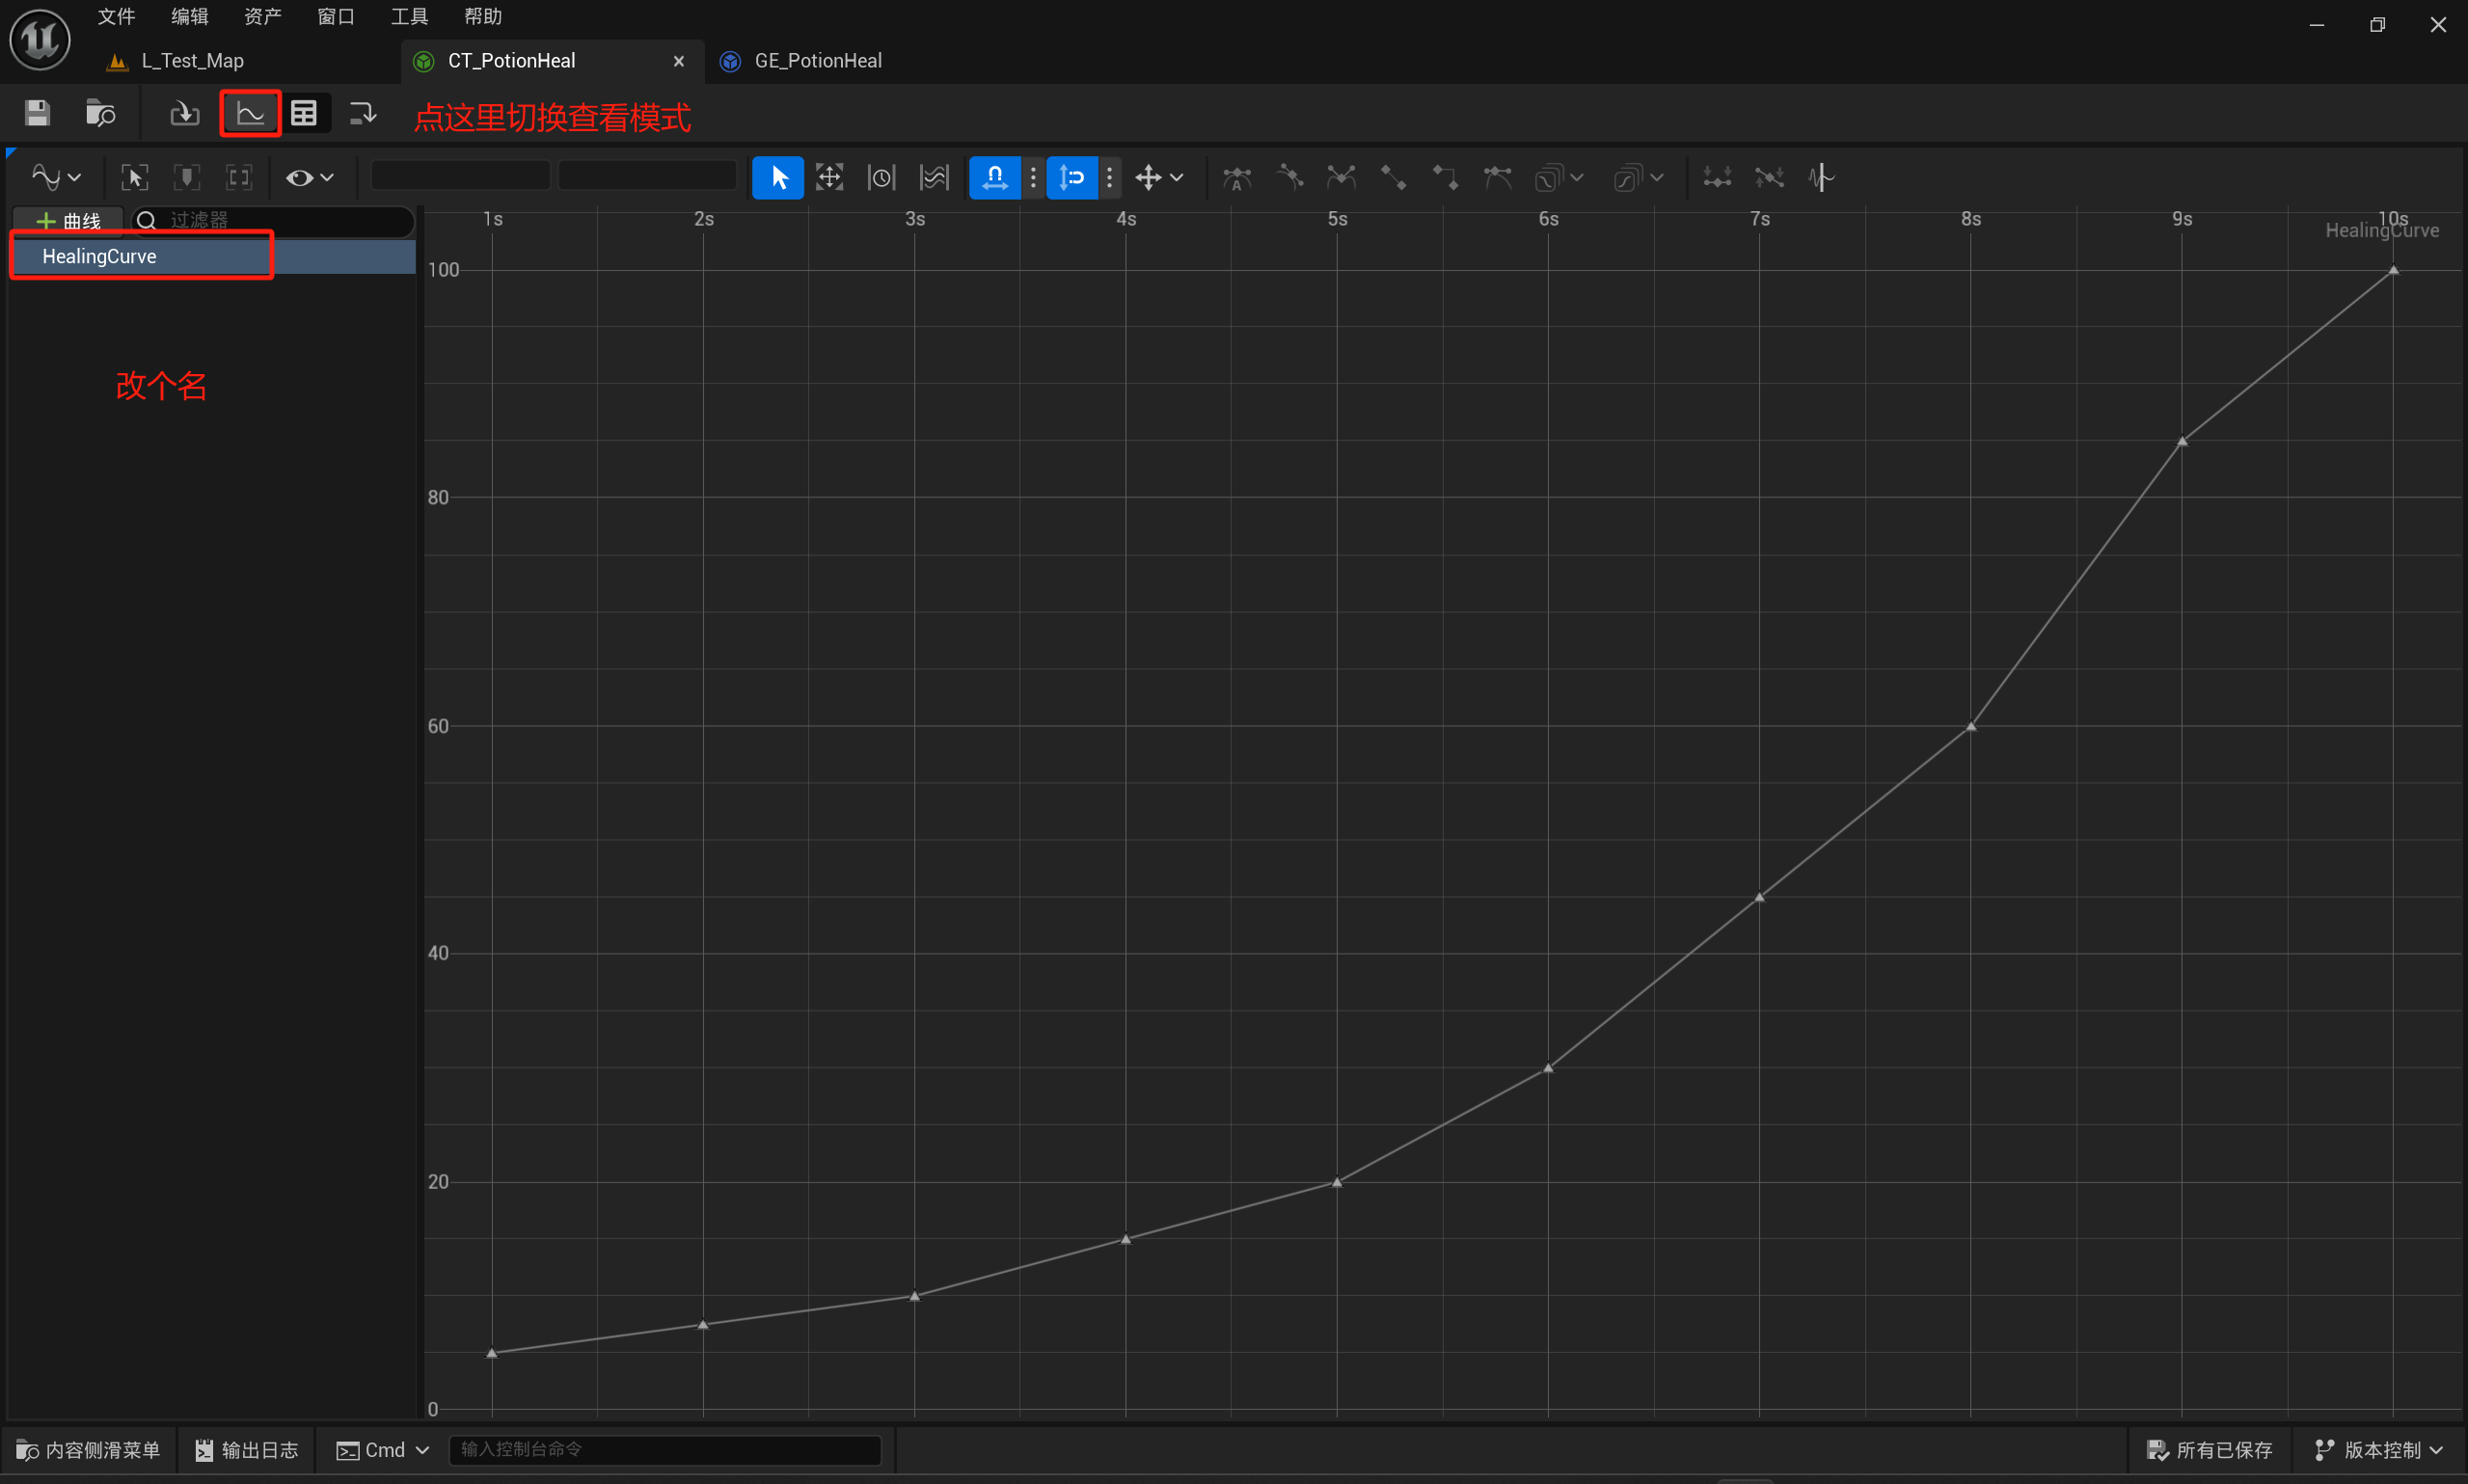 文件 编辑 资产 窗口 工具 帮助
L_Test_Map CT_PotionHeal GE_PotionHeal
点这里切换查看模式
曲线 过滤器
HealingCurve
改个名
1s 2s 3s 4s 5s 6s 7s 8s 9s 10s
HealingCurve
100
80
60
40
20
0
内容侧滑菜单 输出日志 Cmd 输入控制台命令 所有已保存 版本控制